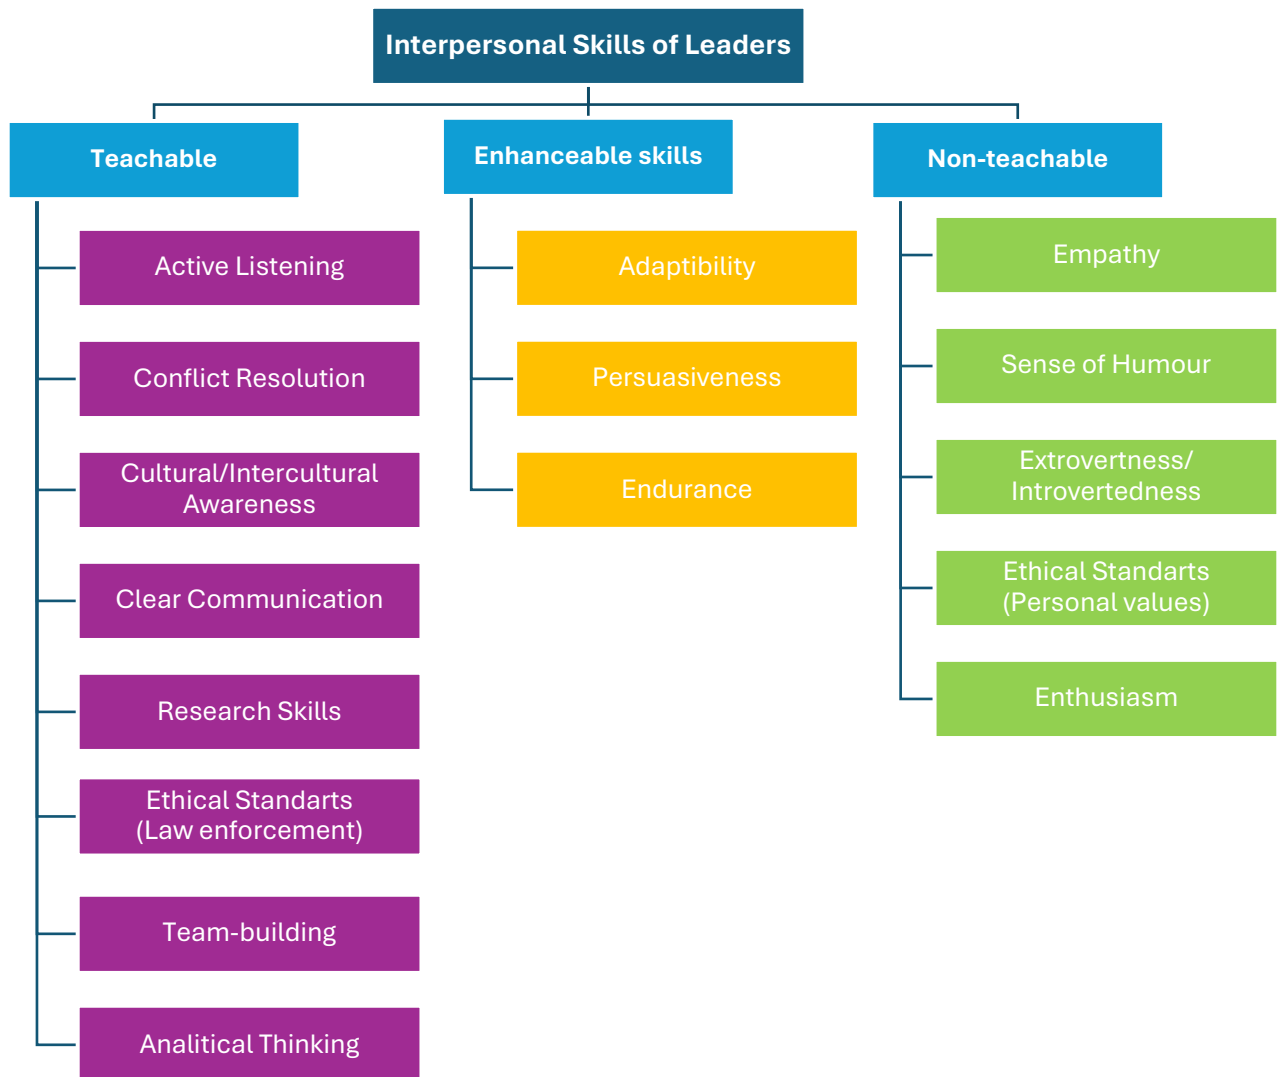 Interpersonal Skills of Leaders
Teachable
Active Listening
Conflict Resolution
Cultural/Intercultural
Awareness
Clear Communication
Research Skills
Ethical Standarts
(Law enforcement)
Team-building
Analitical Thinking
Enhanceable skills
Adaptibility
Persuasiveness
Endurance
Non-teachable
Empathy
Sense of Humour
Extrovertness/
Introvertedness
Ethical Standarts
(Personal values)
Enthusiasm